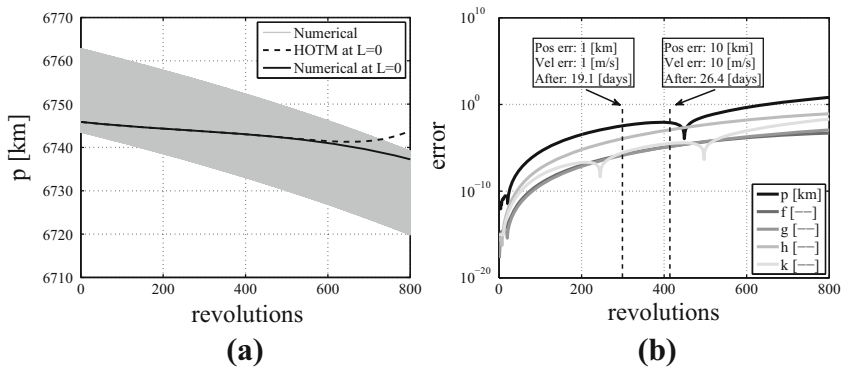 6770
6760
6750
6740
6730
6720
6710
p [km]
0
200
400
600
800
revolutions
Numerical
HOTM at L=0
Numerical at L=0
(a)
10^0
10^-10
10^-20
error
0
200
400
600
800
revolutions
Pos err: 1 [km]
Vel err: 1 [m/s]
After: 19.1 [days]
Pos err: 10 [km]
Vel err: 10 [m/s]
After: 26.4 [days]
p [km]
f [−−]
g [−−]
h [−−]
k [−−]
(b)